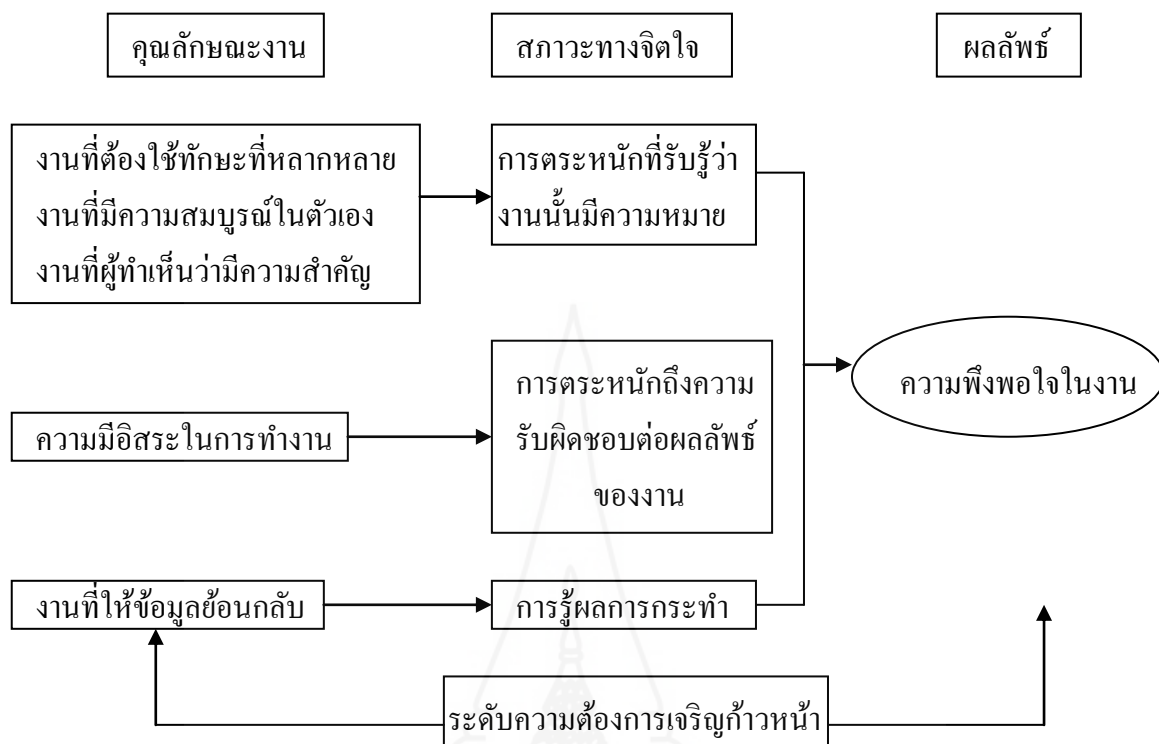 คุณลักษณะงาน
สภาวะทางจิตใจ
ผลลัพธ์
งานที่ต้องใช้ทักษะที่หลากหลาย
งานที่มีความสมบูรณ์ในตัวเอง
งานที่ผู้ทำเห็นว่ามีความสำคัญ
การตระหนักที่รับรู้ว่า
งานนั้นมีความหมาย
ความมีอิสระในการทำงาน
การตระหนักถึงความ
รับผิดชอบต่อผลลัพธ์
ของงาน
ความพึงพอใจในงาน
งานที่ให้ข้อมูลย้อนกลับ
การรู้ผลการกระทำ
ระดับความต้องการเจริญก้าวหน้า